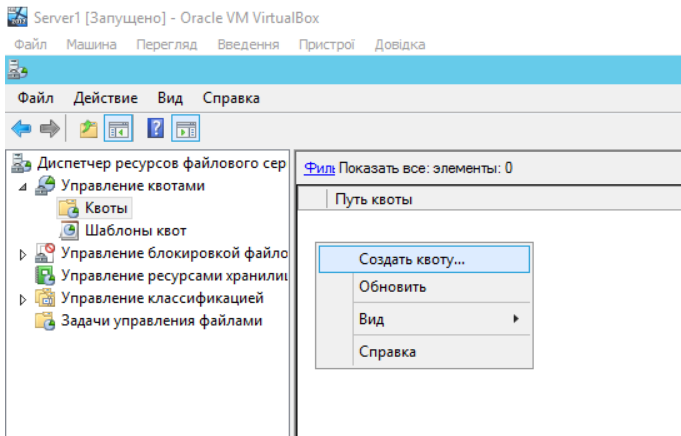 Server1 [Запущено] - Oracle VM VirtualBox
Файл Машина Перегляд Введення Пристрої Довідка
Файл Действие Вид Справка
Диспетчер ресурсов файлового сер
Управление квотами
Квоты
Шаблоны квот
Управление блокировкой файло
Управление ресурсами хранилищ
Управление классификацией
Задачи управления файлами
Филь Показать все: элементы: 0
Путь квоты
Создать квоту...
Обновить
Вид
Справка